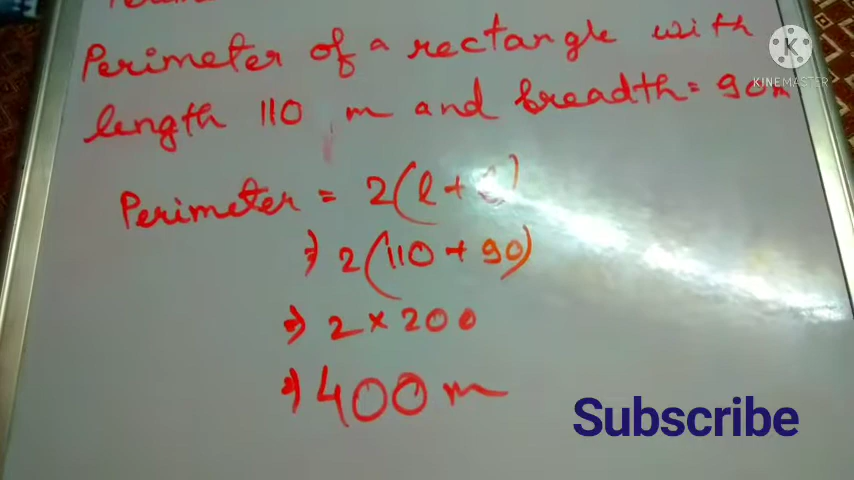 Perimeter of a rectangle with
length 110 m and breadth = 90m
Perimeter = 2(l +
⇒ 2(110 + 90)
⇒ 2 × 200
⇒ 400 m
K
KINEMASTER
Subscribe